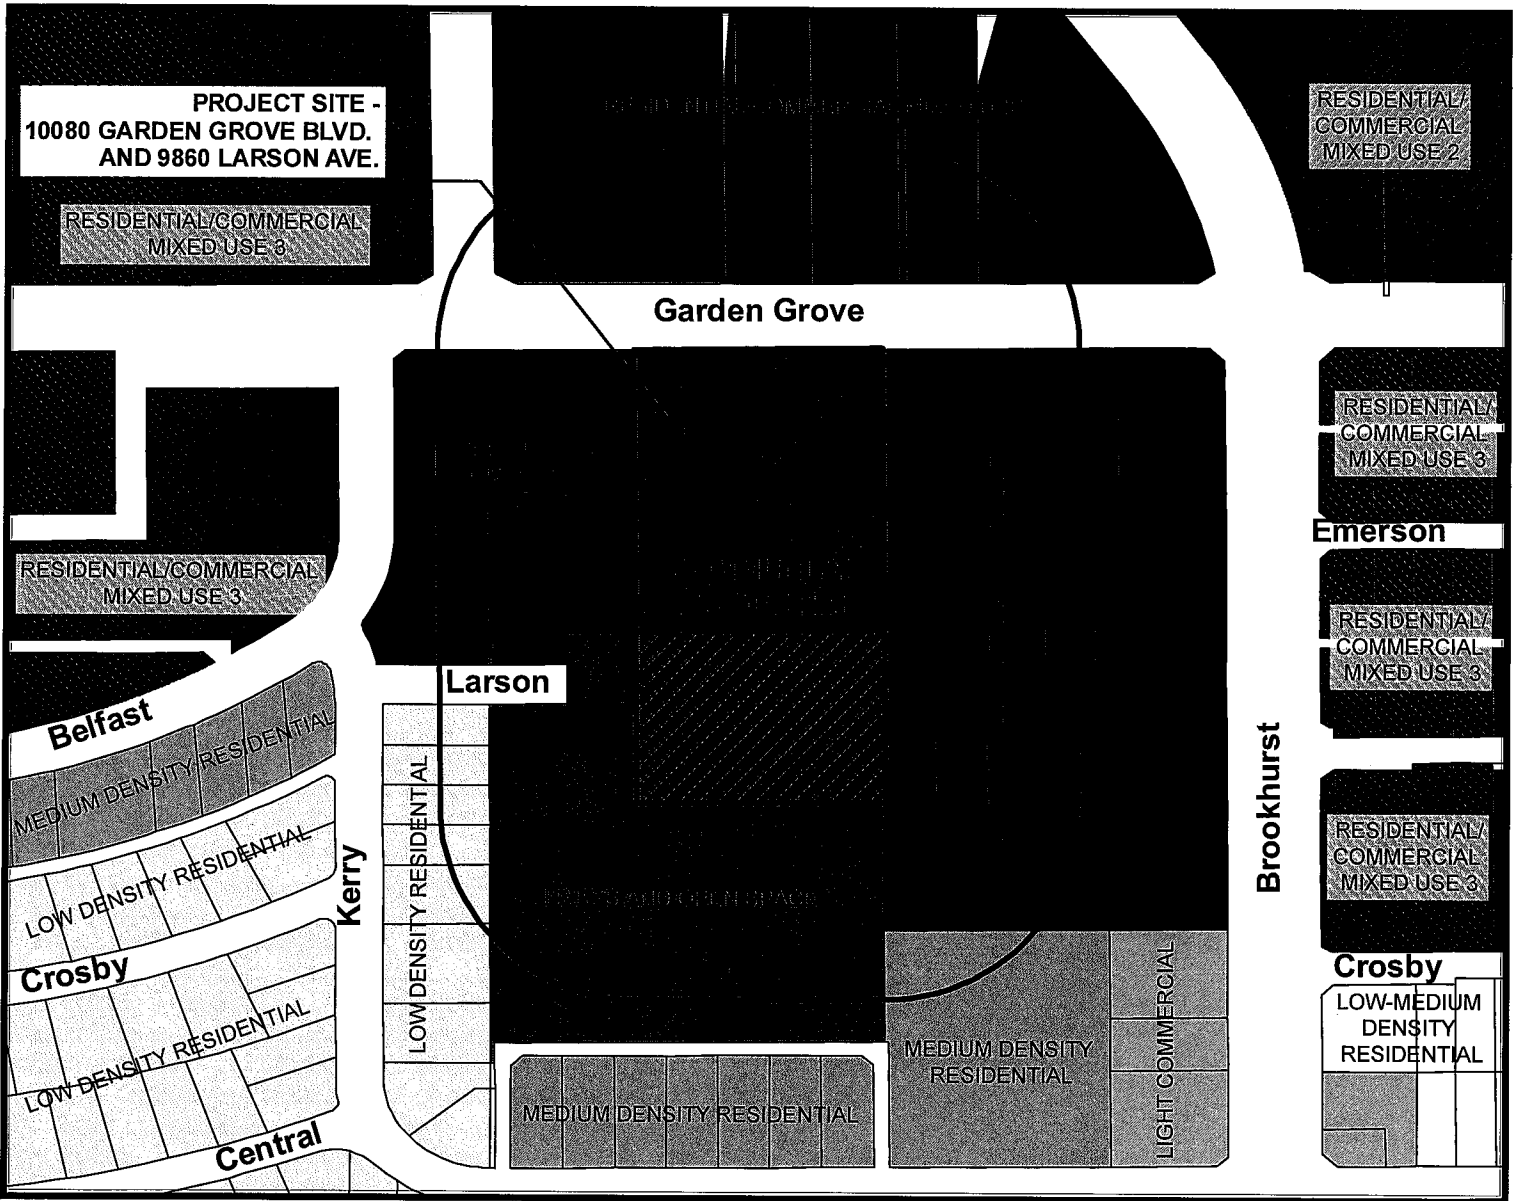 PROJECT SITE -
10080 GARDEN GROVE BLVD.
AND 9860 LARSON AVE.
RESIDENTIAL/
COMMERCIAL
MIXED USE 2
RESIDENTIAL/COMMERCIAL
MIXED USE 3
Garden Grove
RESIDENTIAL/
COMMERCIAL
MIXED USE 3
Emerson
RESIDENTIAL/COMMERCIAL
MIXED USE 3
RESIDENTIAL/
COMMERCIAL
MIXED USE 3
Larson
Belfast
MEDIUM DENSITY RESIDENTIAL
LOW DENSITY RESIDENTIAL
Kerry
LOW DENSITY RESIDENTIAL
Brookhurst
RESIDENTIAL/
COMMERCIAL
MIXED USE 3
AND OPEN SPACE
Crosby
Crosby
LOW DENSITY RESIDENTIAL
LOW-MEDIUM
DENSITY
RESIDENTIAL
MEDIUM DENSITY
RESIDENTIAL
LIGHT COMMERCIAL
MEDIUM DENSITY RESIDENTIAL
Central